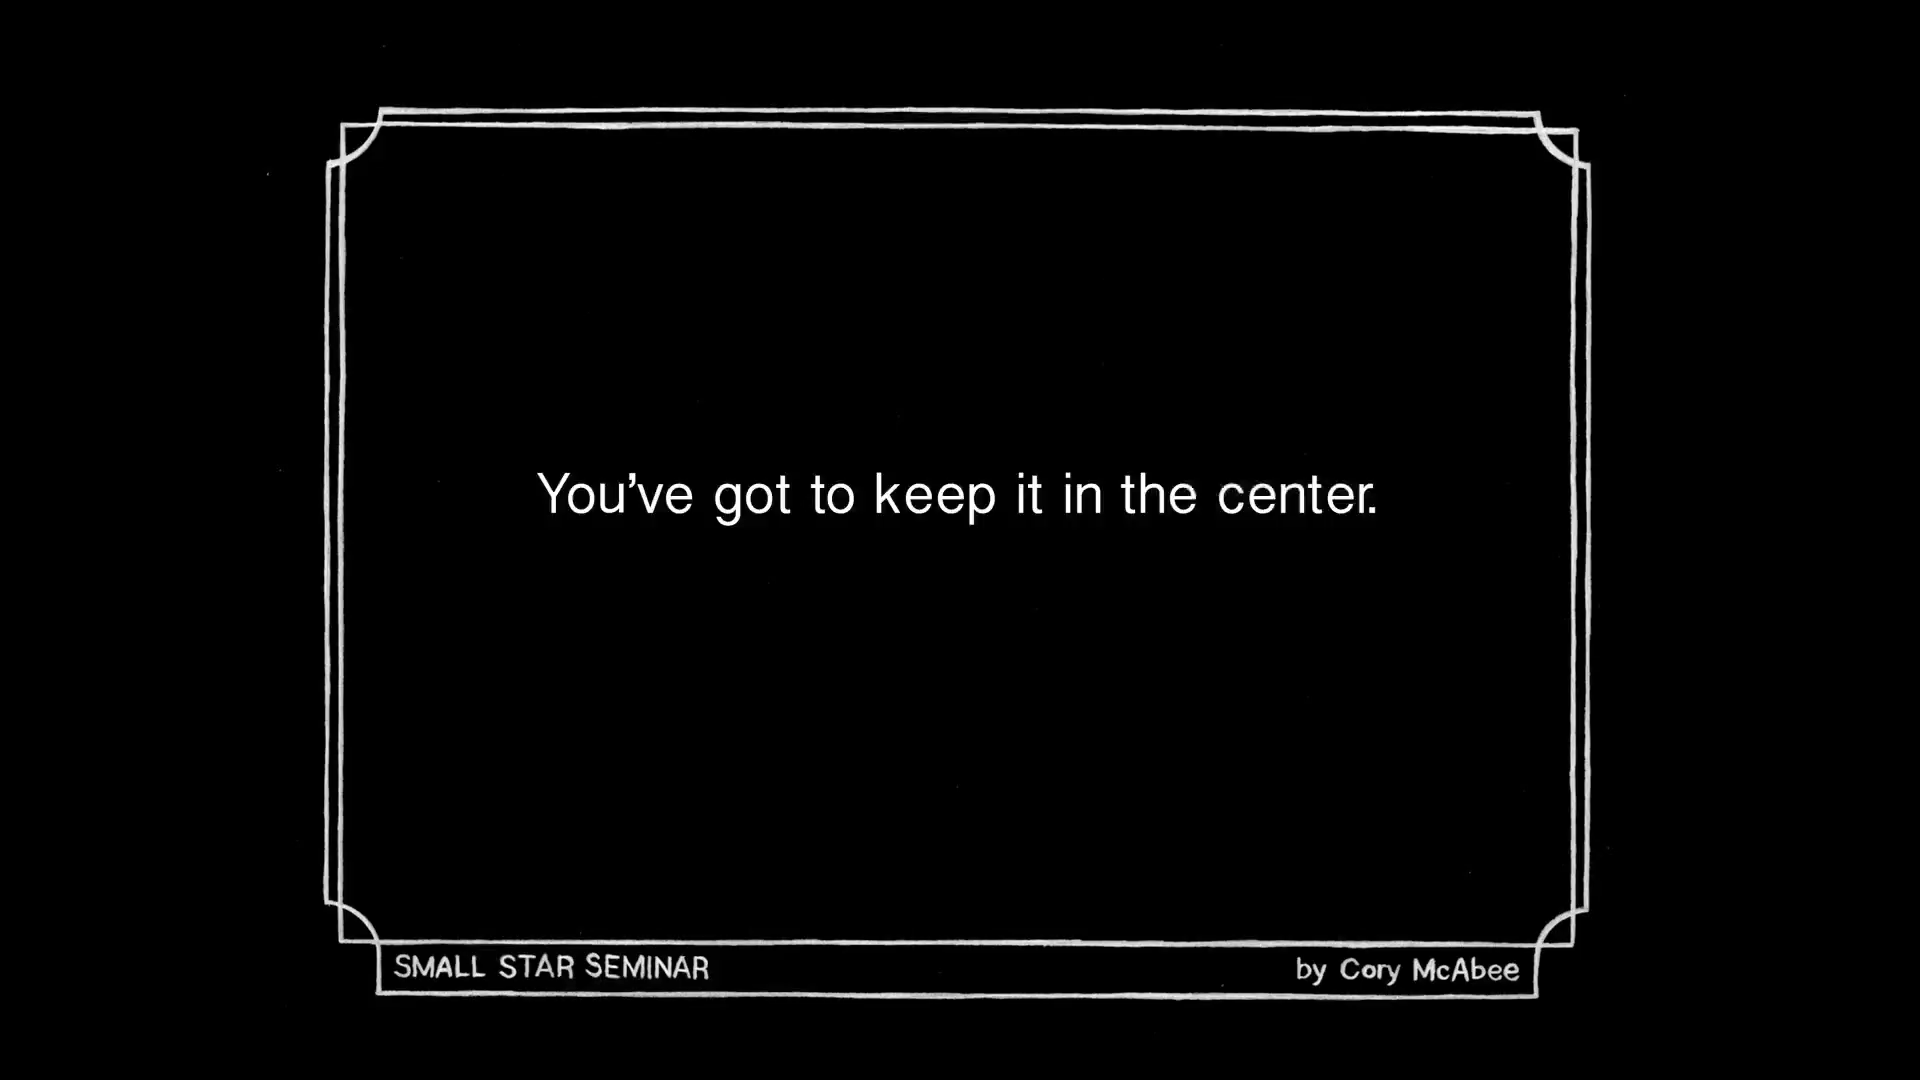 You’ve got to keep it in the center.
SMALL STAR SEMINAR
by Cory McAbee